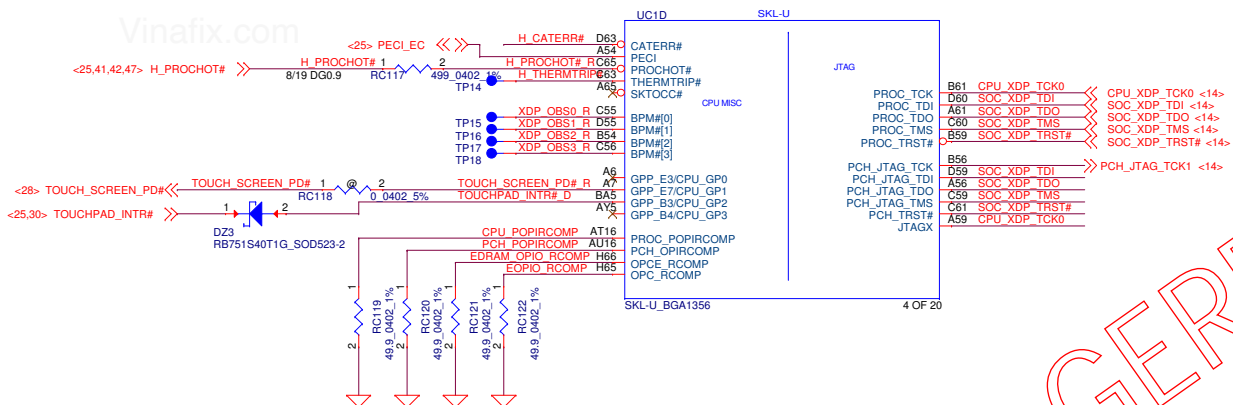 Vinafix.com
UC1D
SKL-U
<25> PECI_EC
H_CATERR# D63 CATERR#
A54 PECI
<25,41,42,47> H_PROCHOT#
H_PROCHOT# 1 2 H_PROCHOT#_R C65 PROCHOT#
8/19 DG0.9 RC117 499_0402_1%
TP14 H_THERMTRIP# C63 THERMTRIP#
A65 SKTOCC#
CPU MISC
JTAG
TP15 XDP_OBS0_R C55 BPM#[0]
TP16 XDP_OBS1_R D55 BPM#[1]
TP17 XDP_OBS2_R B54 BPM#[2]
TP18 XDP_OBS3_R C56 BPM#[3]
A6 GPP_E3/CPU_GP0
<28> TOUCH_SCREEN_PD# TOUCH_SCREEN_PD# 1 @ 2 TOUCH_SCREEN_PD#_R A7 GPP_E7/CPU_GP1
RC118 0_0402_5%
<25,30> TOUCHPAD_INTR# 1 2 TOUCHPAD_INTR#_D BA5 GPP_B3/CPU_GP2
AY5 GPP_B4/CPU_GP3
DZ3
RB751S40T1G_SOD523-2
CPU_POPIRCOMP AT16 PROC_POPIRCOMP
PCH_POPIRCOMP AU16 PCH_OPIRCOMP
EDRAM_OPIO_RCOMP H66 OPCE_RCOMP
EOPIO_RCOMP H65 OPC_RCOMP
1 2 RC119 49.9_0402_1%
1 2 RC120 49.9_0402_1%
1 2 RC121 49.9_0402_1%
1 2 RC122 49.9_0402_1%
PROC_TCK B61 CPU_XDP_TCK0 CPU_XDP_TCK0 <14>
PROC_TDI D60 SOC_XDP_TDI SOC_XDP_TDI <14>
PROC_TDO A61 SOC_XDP_TDO SOC_XDP_TDO <14>
PROC_TMS C60 SOC_XDP_TMS SOC_XDP_TMS <14>
PROC_TRST# B59 SOC_XDP_TRST# SOC_XDP_TRST# <14>
PCH_JTAG_TCK B56 PCH_JTAG_TCK1 <14>
PCH_JTAG_TDI D59 SOC_XDP_TDI
PCH_JTAG_TDO A56 SOC_XDP_TDO
PCH_JTAG_TMS C59 SOC_XDP_TMS
PCH_TRST# C61 SOC_XDP_TRST#
JTAGX A59 CPU_XDP_TCK0
SKL-U_BGA1356
4 OF 20